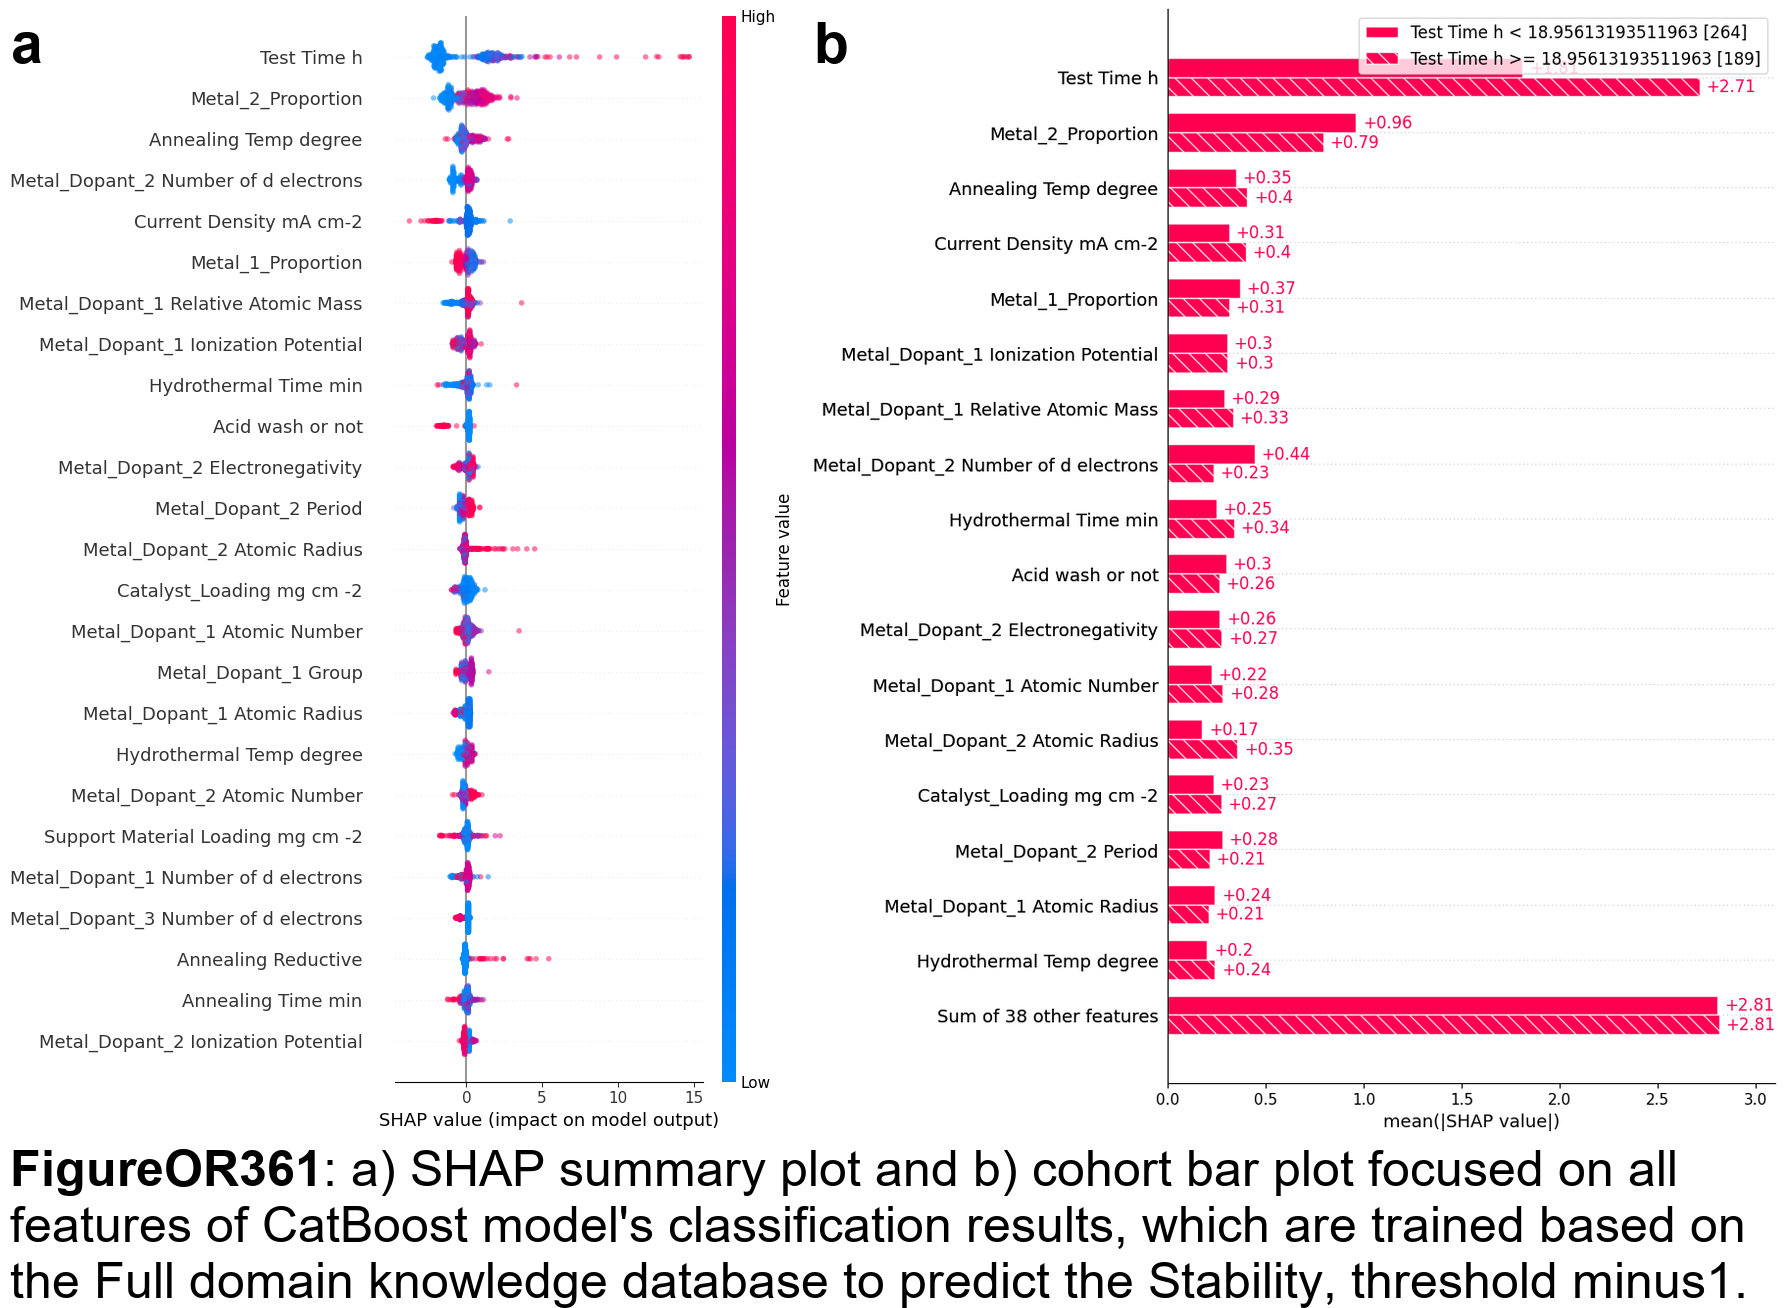 a
Test Time h
Metal_2_Proportion
Annealing Temp degree
Metal_Dopant_2 Number of d electrons
Current Density mA cm-2
Metal_1_Proportion
Metal_Dopant_1 Relative Atomic Mass
Metal_Dopant_1 Ionization Potential
Hydrothermal Time min
Acid wash or not
Metal_Dopant_2 Electronegativity
Metal_Dopant_2 Period
Metal_Dopant_2 Atomic Radius
Catalyst_Loading mg cm -2
Metal_Dopant_1 Atomic Number
Metal_Dopant_1 Group
Metal_Dopant_1 Atomic Radius
Hydrothermal Temp degree
Metal_Dopant_2 Atomic Number
Support Material Loading mg cm -2
Metal_Dopant_1 Number of d electrons
Metal_Dopant_3 Number of d electrons
Annealing Reductive
Annealing Time min
Metal_Dopant_2 Ionization Potential
0 5 10 15
SHAP value (impact on model output)
High
Low
Feature value
b
Test Time h < 18.95613193511963 [264]
Test Time h >= 18.95613193511963 [189]
Test Time h
+1.81
+2.71
Metal_2_Proportion
+0.96
+0.79
Annealing Temp degree
+0.35
+0.4
Current Density mA cm-2
+0.31
+0.4
Metal_1_Proportion
+0.37
+0.31
Metal_Dopant_1 Ionization Potential
+0.3
+0.3
Metal_Dopant_1 Relative Atomic Mass
+0.29
+0.33
Metal_Dopant_2 Number of d electrons
+0.44
+0.23
Hydrothermal Time min
+0.25
+0.34
Acid wash or not
+0.3
+0.26
Metal_Dopant_2 Electronegativity
+0.26
+0.27
Metal_Dopant_1 Atomic Number
+0.22
+0.28
Metal_Dopant_2 Atomic Radius
+0.17
+0.35
Catalyst_Loading mg cm -2
+0.23
+0.27
Metal_Dopant_2 Period
+0.28
+0.21
Metal_Dopant_1 Atomic Radius
+0.24
+0.21
Hydrothermal Temp degree
+0.2
+0.24
Sum of 38 other features
+2.81
+2.81
0.0 0.5 1.0 1.5 2.0 2.5 3.0
mean(|SHAP value|)
FigureOR361: a) SHAP summary plot and b) cohort bar plot focused on all
features of CatBoost model's classification results, which are trained based on
the Full domain knowledge database to predict the Stability, threshold minus1.